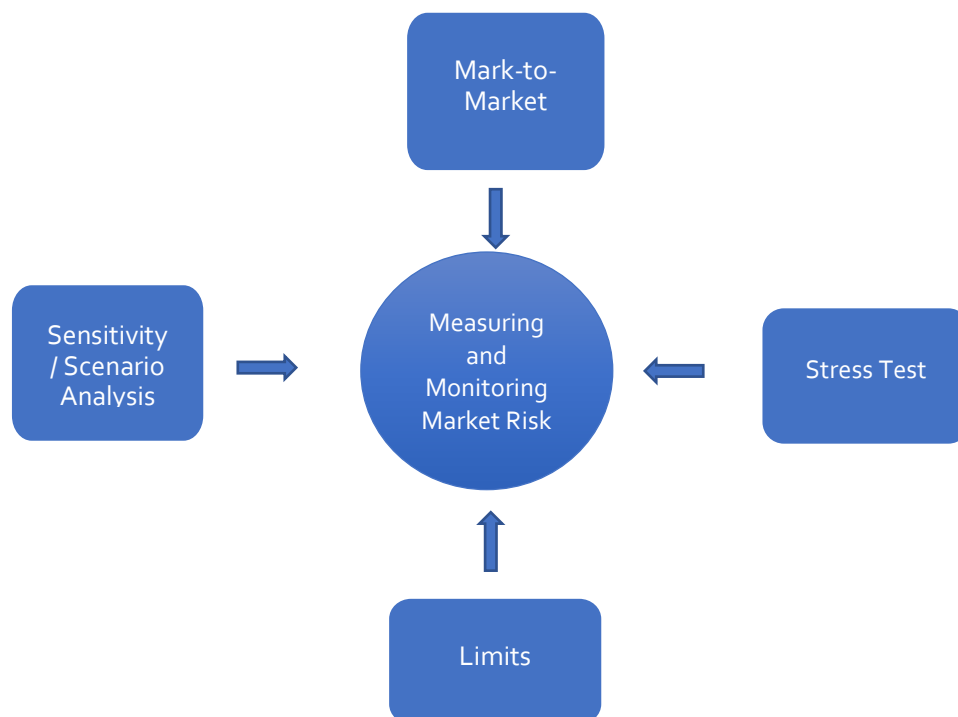 Mark-to-
Market
Sensitivity
/ Scenario
Analysis
Measuring
and
Monitoring
Market Risk
Stress Test
Limits